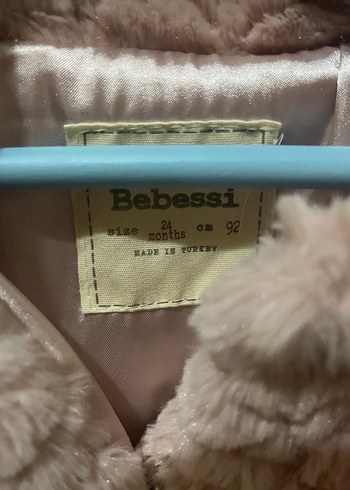 Bebessi
size 24 months cm 92
MADE IN TURKEY